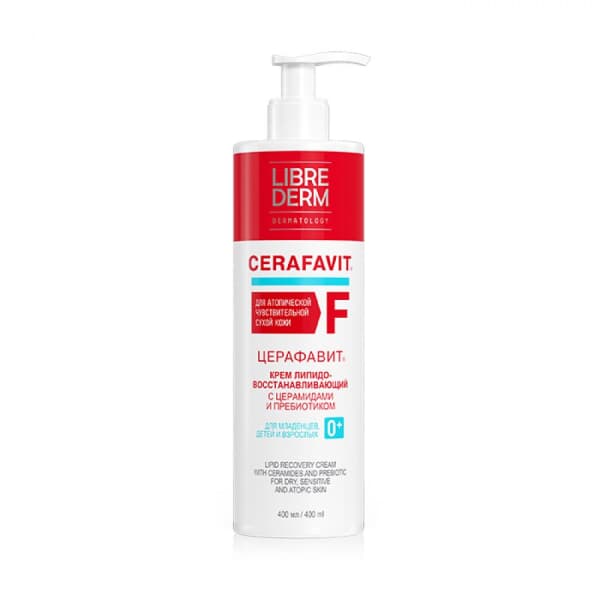 LIBRE
DERM
DERMATOLOGY
CERAFAVIT®
ДЛЯ АТОПИЧЕСКОЙ
ЧУВСТВИТЕЛЬНОЙ
СУХОЙ КОЖИ
F
ЦЕРАФАВИТ®
КРЕМ ЛИПИДО-
ВОССТАНАВЛИВАЮЩИЙ
С ЦЕРАМИДАМИ
И ПРЕБИОТИКОМ
ДЛЯ МЛАДЕНЦЕВ,
ДЕТЕЙ И ВЗРОСЛЫХ
0+
LIPID RECOVERY CREAM
WITH CERAMIDES AND PREBIOTIC
FOR DRY, SENSITIVE
AND ATOPIC SKIN
400 мл / 400 ml